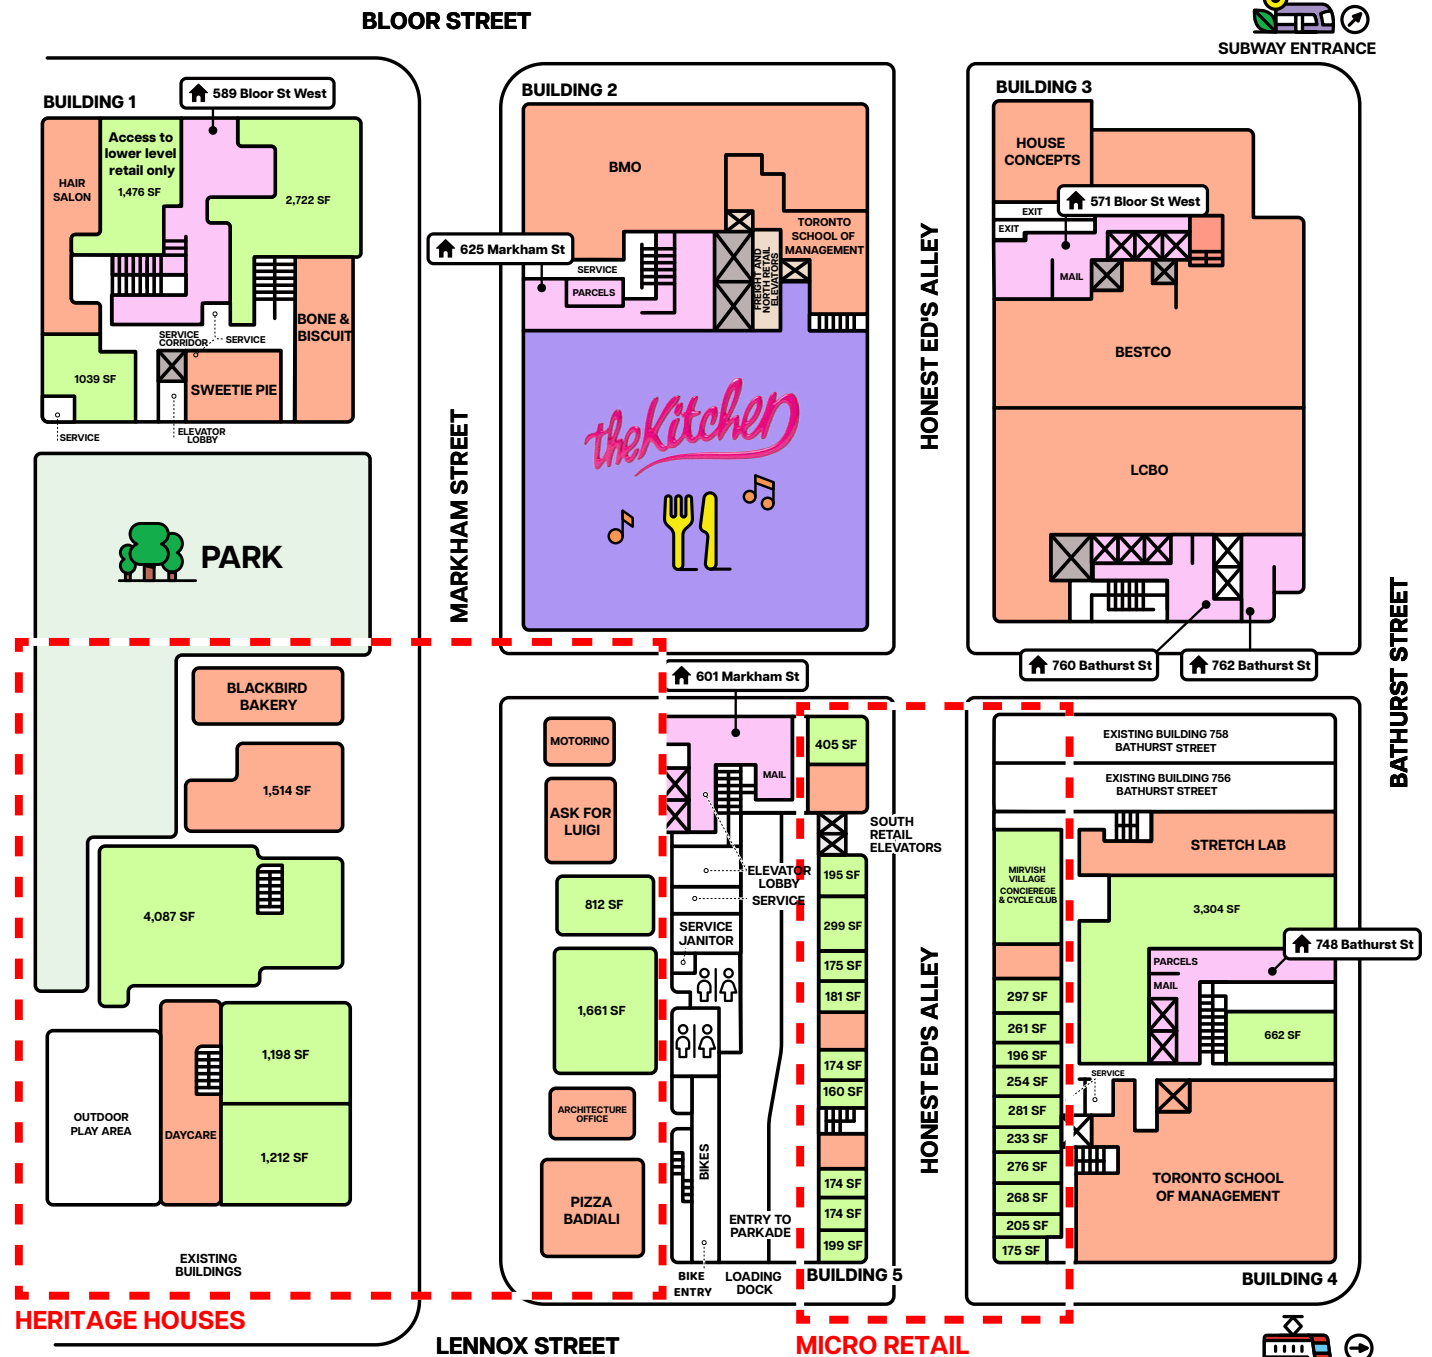 BLOOR STREET
SUBWAY ENTRANCE
BUILDING 1
589 Bloor St West
HAIR
SALON
Access to
lower level
retail only
1,476 SF
2,722 SF
BONE &
BISCUIT
SERVICE
CORRIDOR
SERVICE
1039 SF
SWEETIE PIE
SERVICE
ELEVATOR
LOBBY
PARK
MARKHAM STREET
BUILDING 2
BMO
625 Markham St
SERVICE
PARCELS
FREIGHT AND
NORTH RETAIL
ELEVATORS
TORONTO
SCHOOL OF
MANAGEMENT
the Kitchen
HONEST ED'S ALLEY
BUILDING 3
HOUSE
CONCEPTS
571 Bloor St West
EXIT
EXIT
MAIL
BESTCO
LCBO
760 Bathurst St
762 Bathurst St
BATHURST STREET
BLACKBIRD
BAKERY
1,514 SF
4,087 SF
1,198 SF
OUTDOOR
PLAY AREA
DAYCARE
1,212 SF
EXISTING
BUILDINGS
HERITAGE HOUSES
601 Markham St
MOTORINO
ASK FOR
LUIGI
812 SF
1,661 SF
ARCHITECTURE
OFFICE
PIZZA
BADIALI
MAIL
ELEVATOR
LOBBY
SERVICE
SERVICE
JANITOR
BIKES
ENTRY TO
PARKADE
BIKE
ENTRY
LOADING
DOCK
405 SF
SOUTH
RETAIL
ELEVATORS
195 SF
299 SF
175 SF
181 SF
174 SF
160 SF
174 SF
174 SF
199 SF
BUILDING 5
HONEST ED'S ALLEY
EXISTING BUILDING 758
BATHURST STREET
EXISTING BUILDING 756
BATHURST STREET
STRETCH LAB
MIRVISH
VILLAGE
CONCIEREGE
& CYCLE CLUB
3,304 SF
748 Bathurst St
PARCELS
MAIL
662 SF
297 SF
261 SF
196 SF
254 SF
281 SF
233 SF
276 SF
268 SF
205 SF
175 SF
SERVICE
TORONTO SCHOOL
OF MANAGEMENT
BUILDING 4
LENNOX STREET
MICRO RETAIL